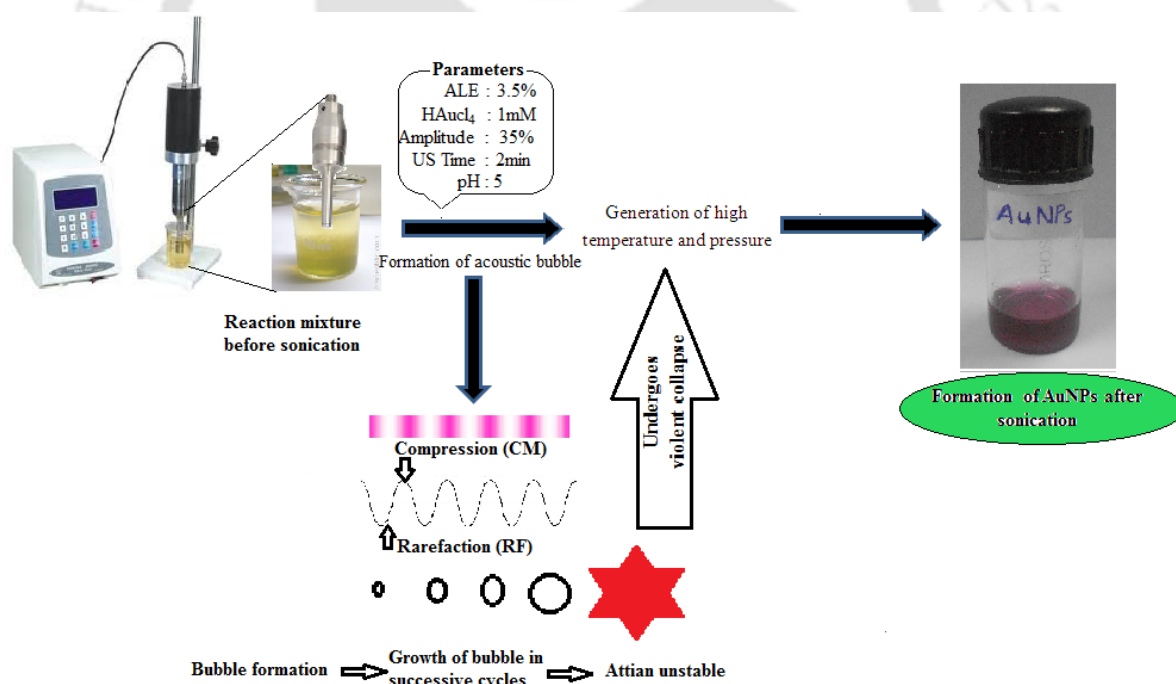 Parameters
ALE : 3.5%
HAucl₄ : 1mM
Amplitude : 35%
US Time : 2min
pH : 5
Generation of high
temperature and pressure
AuNPs
Formation of acoustic bubble
Reaction mixture
before sonication
Undergoes
violent collapse
Formation of AuNPs after
sonication
Compression (CM)
Rarefaction (RF)
Bubble formation
Growth of bubble in
successive cycles
Attian unstable